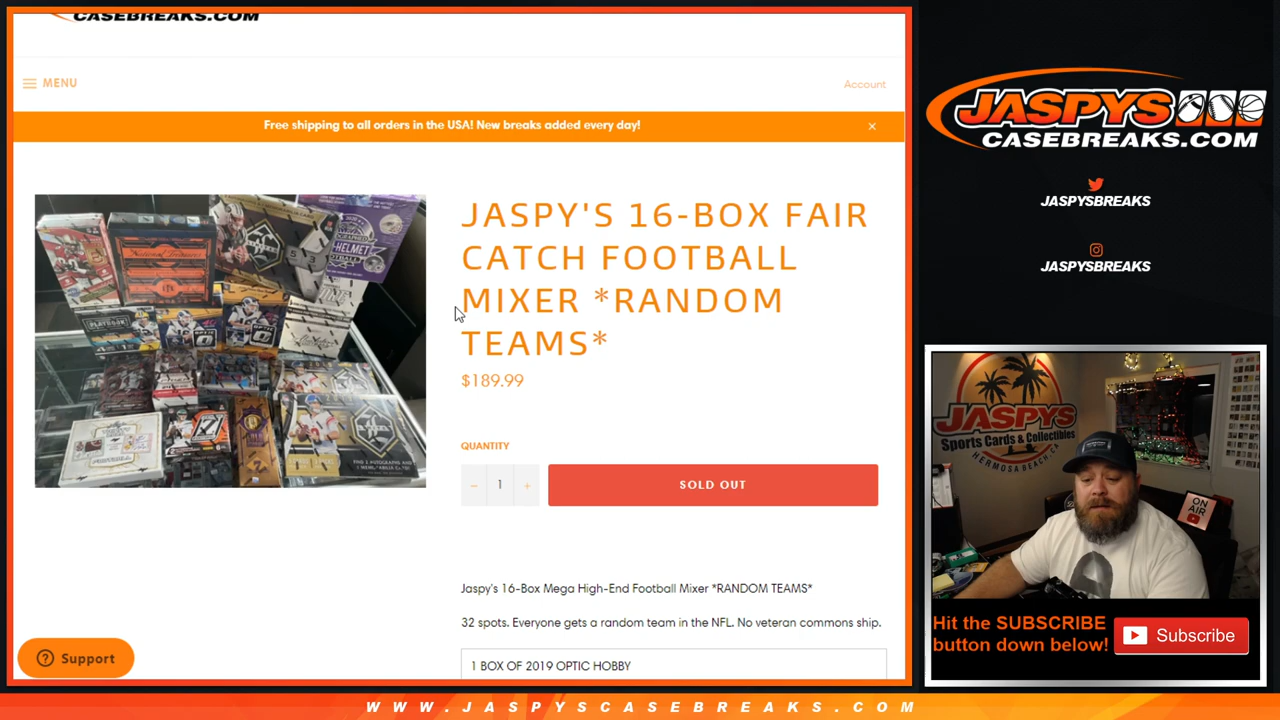 CASEBREAKS.COM
MENU
Account
Free shipping to all orders in the USA! New breaks added every day!
×
JASPY'S 16-BOX FAIR
CATCH FOOTBALL
MIXER *RANDOM
TEAMS*
$189.99
QUANTITY
− 1 +
SOLD OUT
Jaspy's 16-Box Mega High-End Football Mixer *RANDOM TEAMS*
32 spots. Everyone gets a random team in the NFL. No veteran commons ship.
1 BOX OF 2019 OPTIC HOBBY
Support
JASPYS
CASEBREAKS.COM
JASPYSBREAKS
JASPYSBREAKS
JASPYS
Sports Cards & Collectibles
HERMOSA BEACH, CA
ON
AIR
Hit the SUBSCRIBE
button down below!
Subscribe
WWW.JASPYSCASEBREAKS.COM